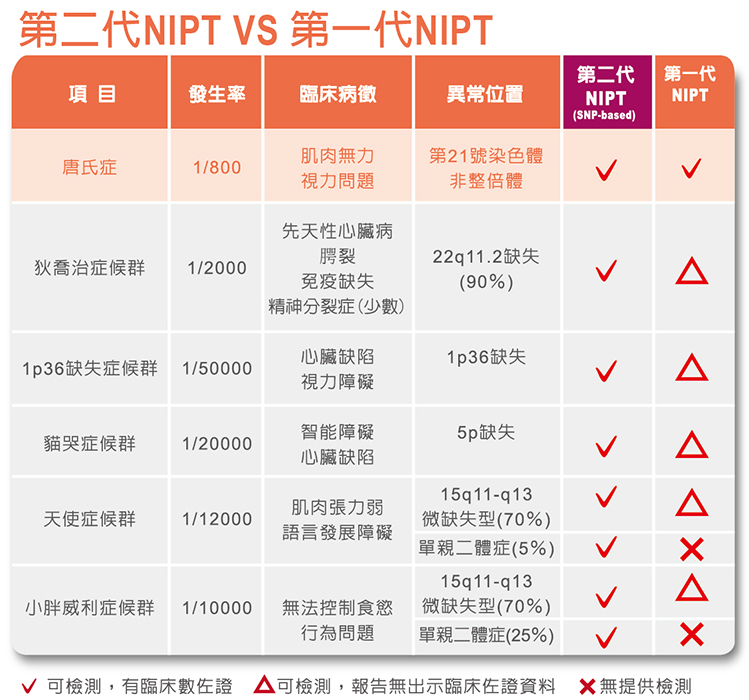 第二代NIPT VS 第一代NIPT
項 目
發生率
臨床病徵
異常位置
第二代
NIPT
(SNP-based)
第一代
NIPT
唐氏症
1/800
肌肉無力
視力問題
第21號染色體
非整倍體
狄喬治症候群
1/2000
先天性心臟病
腭裂
免疫缺失
精神分裂症(少數)
22q11.2缺失
(90%)
1p36缺失症候群
1/50000
心臟缺陷
視力障礙
1p36缺失
貓哭症候群
1/20000
智能障礙
心臟缺陷
5p缺失
天使症候群
1/12000
肌肉張力弱
語言發展障礙
15q11-q13
微缺失型(70%)
單親二體症(5%)
小胖威利症候群
1/10000
無法控制食慾
行為問題
15q11-q13
微缺失型(70%)
單親二體症(25%)
可檢測，有臨床數佐證
可檢測，報告無出示臨床佐證資料
無提供檢測